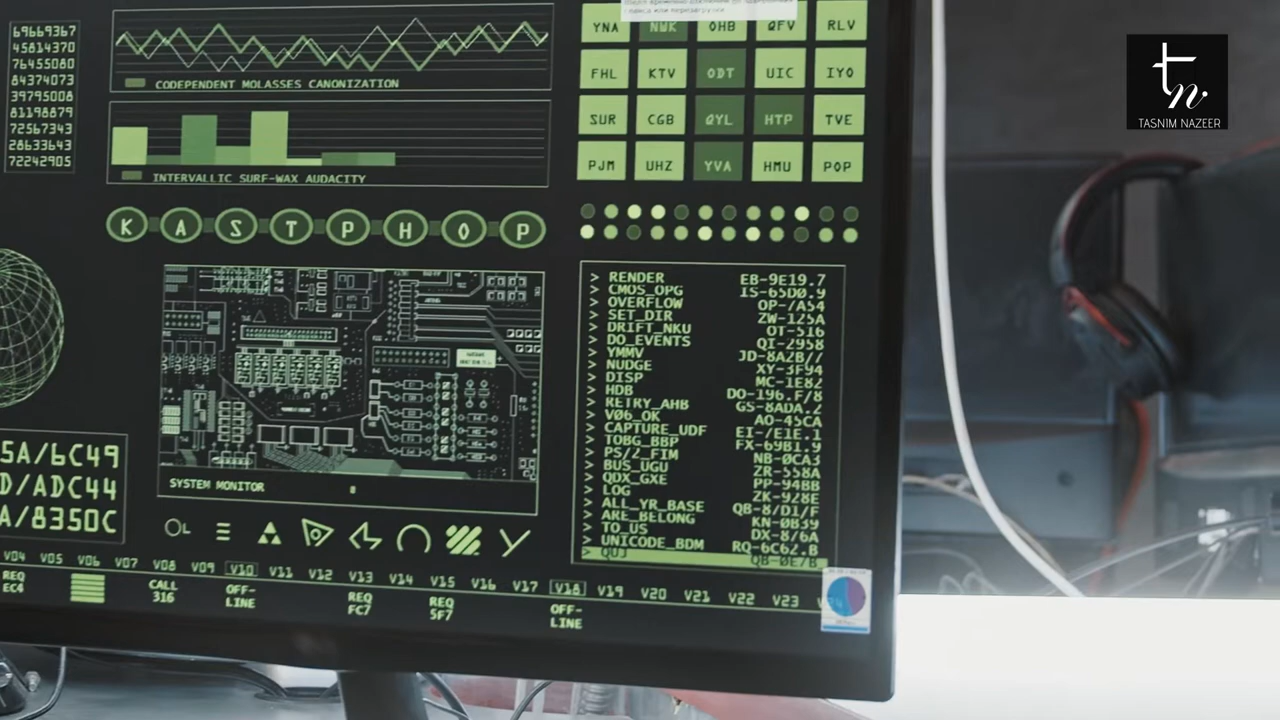 69669367
45814370
76455080
84374073
39795008
81198879
72567343
28633643
72242905
CODEPENDENT MOLASSES CANONIZATION
INTERVALLIC SURF-WAX AUDACITY
K A S T P H O P
YNA NWK OHB QFV RLV
FHL KTV ODT UIC IYO
SUR CGB QYL HTP TVE
PJM UHZ YVA HMU POP
TASNIM NAZEER
> RENDER EB-9E19.7
> CMOS_OPG IS-65D0.9
> OVERFLOW OP-7A54
> SET_DIR ZW-125A
> DRIFT_NKU OT-516
> DO_EVENTS QI-2958
> YMMV JD-8A2B//
> NUDGE XY-3F94
> DISP MC-1E82
> HDB DO-196.F/8
> RETRY_AHB GS-8ADA.2
> V06_OK AO-45CA
> CAPTURE_UDF EI-/E1E.1
> TOBG_BBP FX-69B1.9
> PS/2_FIM NB-0CA3
> BUS_UGU ZR-558A
> QDX_GXE PP-94BB
> LOG ZK-928E
> ALL_YR_BASE QB-8/D1/F
> ARE_BELONG KN-0B39
> TO_US DX-8/6A
> UNICODE_BDM RQ-6C62.B
> QUJ QB-0E/B
SYSTEM MONITOR
5A/6C49
D/ADC44
A/8350C
OL
V04 V05 V06 V07 V08 V09 V10 V11 V12 V13 V14 V15 V16 V17 V18 V19 V20 V21 V22 V23
REQ EC4
CALL 316
OFF-LINE
REQ FC7
REQ 5F7
OFF-LINE